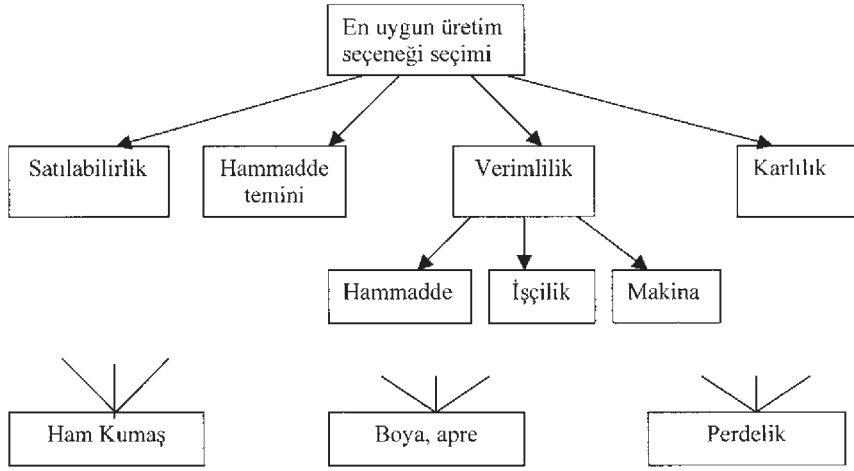 En uygun üretim
seçeneği seçimi
Satılabilirlik
Hammadde
temini
Verimlilik
Karlılık
Hammadde
İşçilik
Makina
Ham Kumaş
Boya, apre
Perdelik